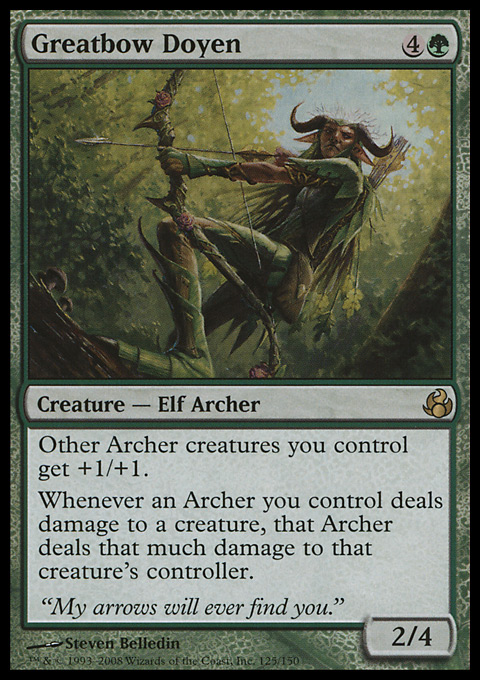 Greatbow Doyen 4
Creature — Elf Archer
Other Archer creatures you control
get +1/+1.
Whenever an Archer you control deals
damage to a creature, that Archer
deals that much damage to that
creature's controller.
"My arrows will ever find you."
2/4
Steven Belledin
™ & © 1993–2008 Wizards of the Coast, Inc. 125/150